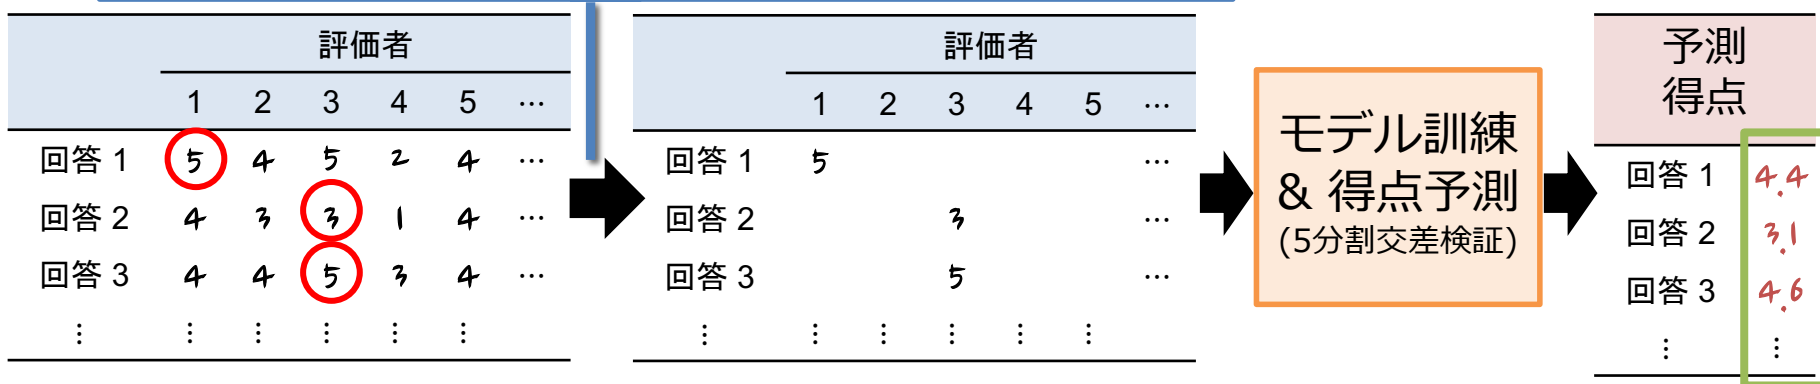 評価者
1 2 3 4 5 …
回答 1 5 4 5 2 4 …
回答 2 4 3 3 1 4 …
回答 3 4 4 5 3 4 …
⋮ ⋮ ⋮ ⋮ ⋮ ⋮
評価者
1 2 3 4 5 …
回答 1 5 …
回答 2 3 …
回答 3 5 …
⋮ ⋮ ⋮ ⋮ ⋮ ⋮
モデル訓練
& 得点予測
(5分割交差検証)
予測
得点
回答 1 4.4
回答 2 3.1
回答 3 4.6
⋮ ⋮